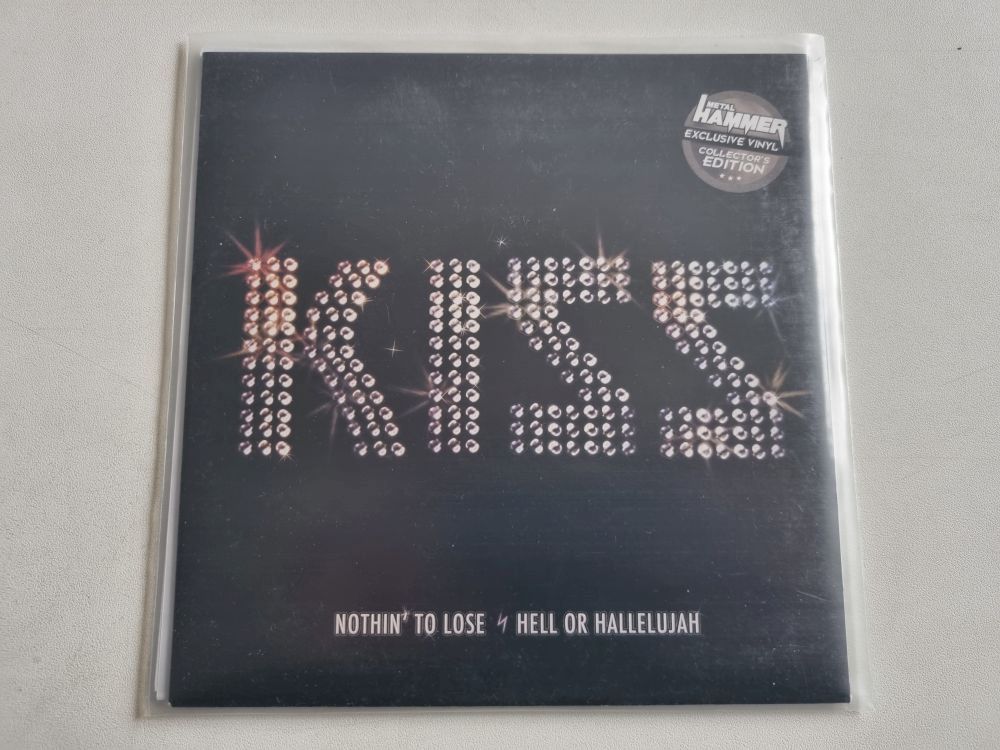 METAL
HAMMER
EXCLUSIVE VINYL
COLLECTOR'S
EDITION
KISS
NOTHIN' TO LOSE HELL OR HALLELUJAH